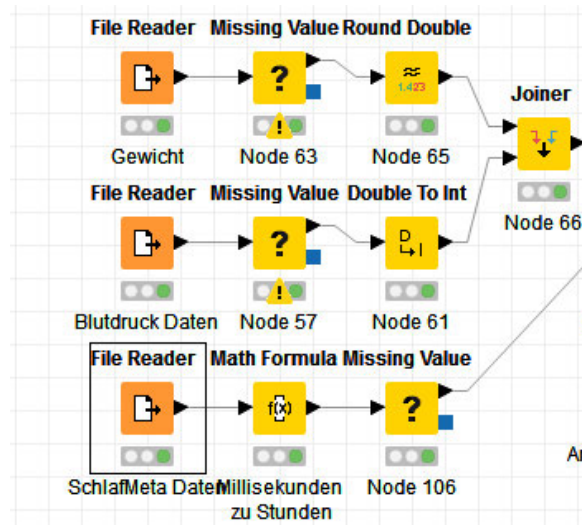 File Reader Missing Value Round Double
?
≈
1.423
Joiner
Gewicht Node 63 Node 65
Node 66
File Reader Missing Value Double To Int
?
D
I
Blutdruck Daten Node 57 Node 61
File Reader Math Formula Missing Value
f(x)
?
SchlafMeta Daten Millisekunden Node 106
zu Stunden